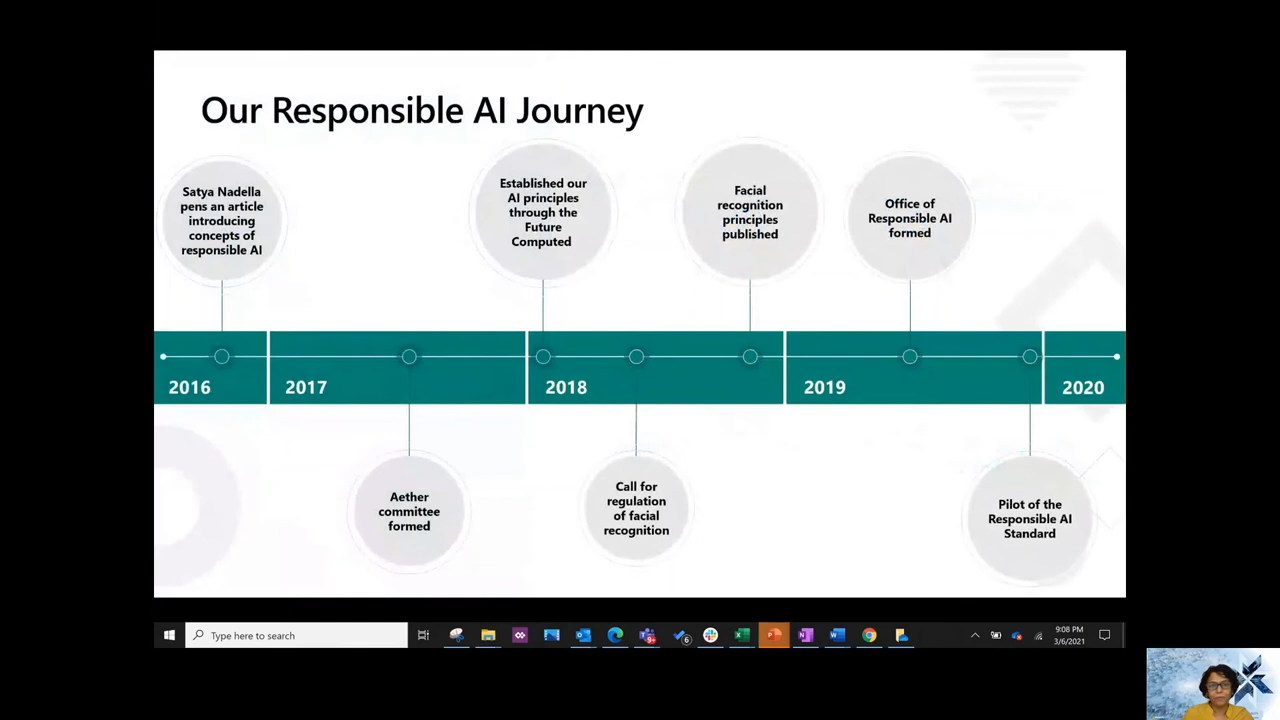 Our Responsible AI Journey
Satya Nadella
pens an article
introducing
concepts of
responsible AI
Established our
AI principles
through the
Future
Computed
Facial
recognition
principles
published
Office of
Responsible AI
formed
2016
2017
2018
2019
2020
Aether
committee
formed
Call for
regulation
of facial
recognition
Pilot of the
Responsible AI
Standard
Type here to search
6
9:08 PM
3/6/2021